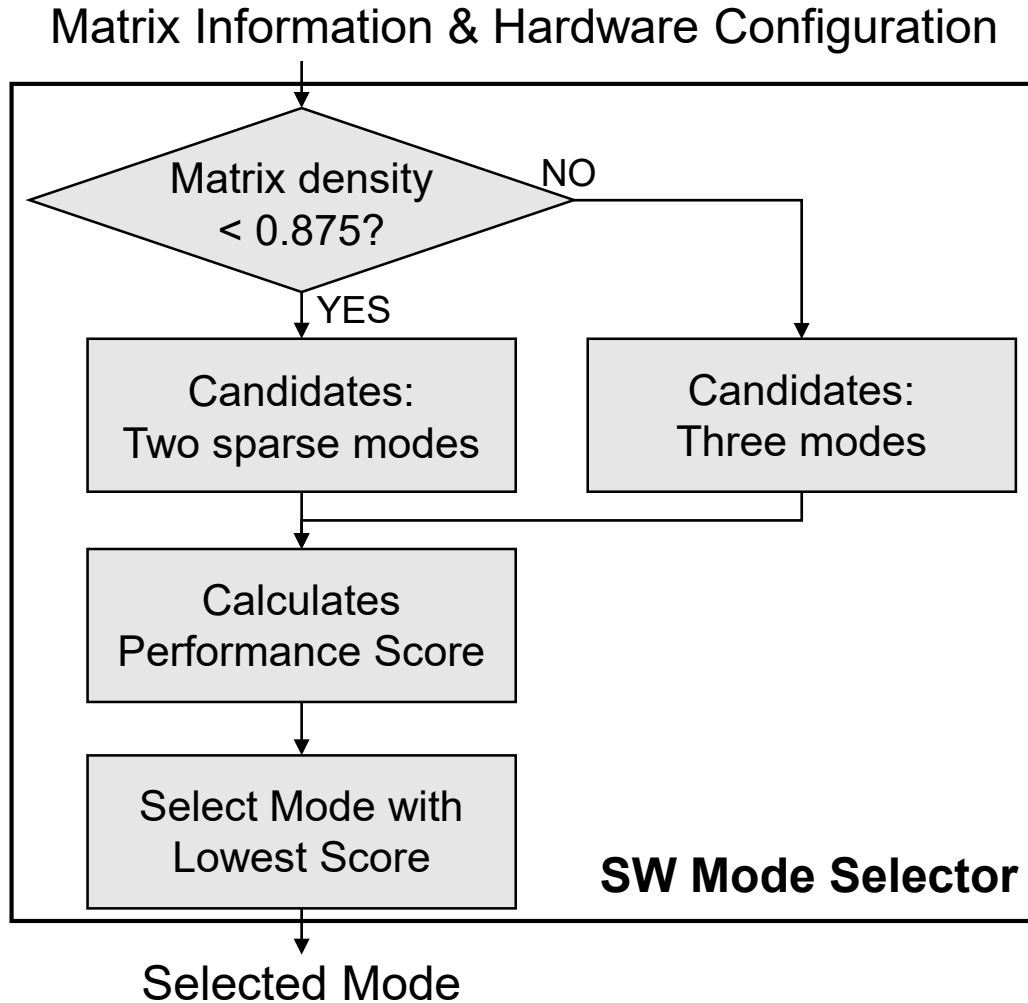 Matrix Information & Hardware Configuration
Matrix density
< 0.875?
NO
YES
Candidates:
Two sparse modes
Candidates:
Three modes
Calculates
Performance Score
Select Mode with
Lowest Score
SW Mode Selector
Selected Mode